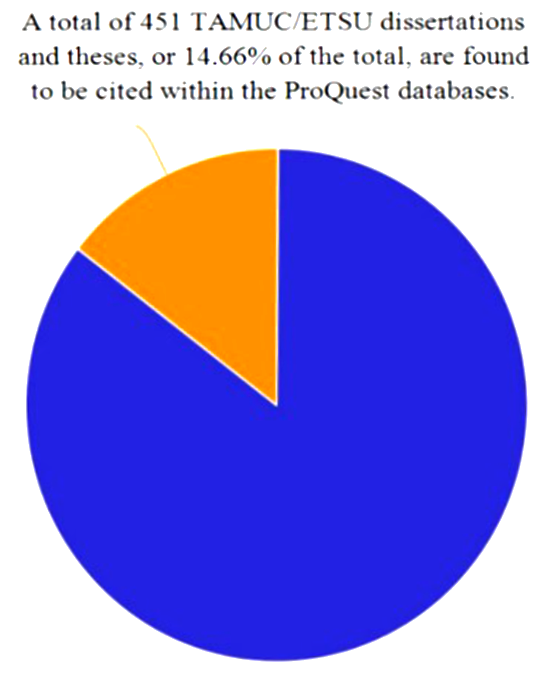 A total of 451 TAMUC/ETSU dissertations
and theses, or 14.66% of the total, are found
to be cited within the ProQuest databases.